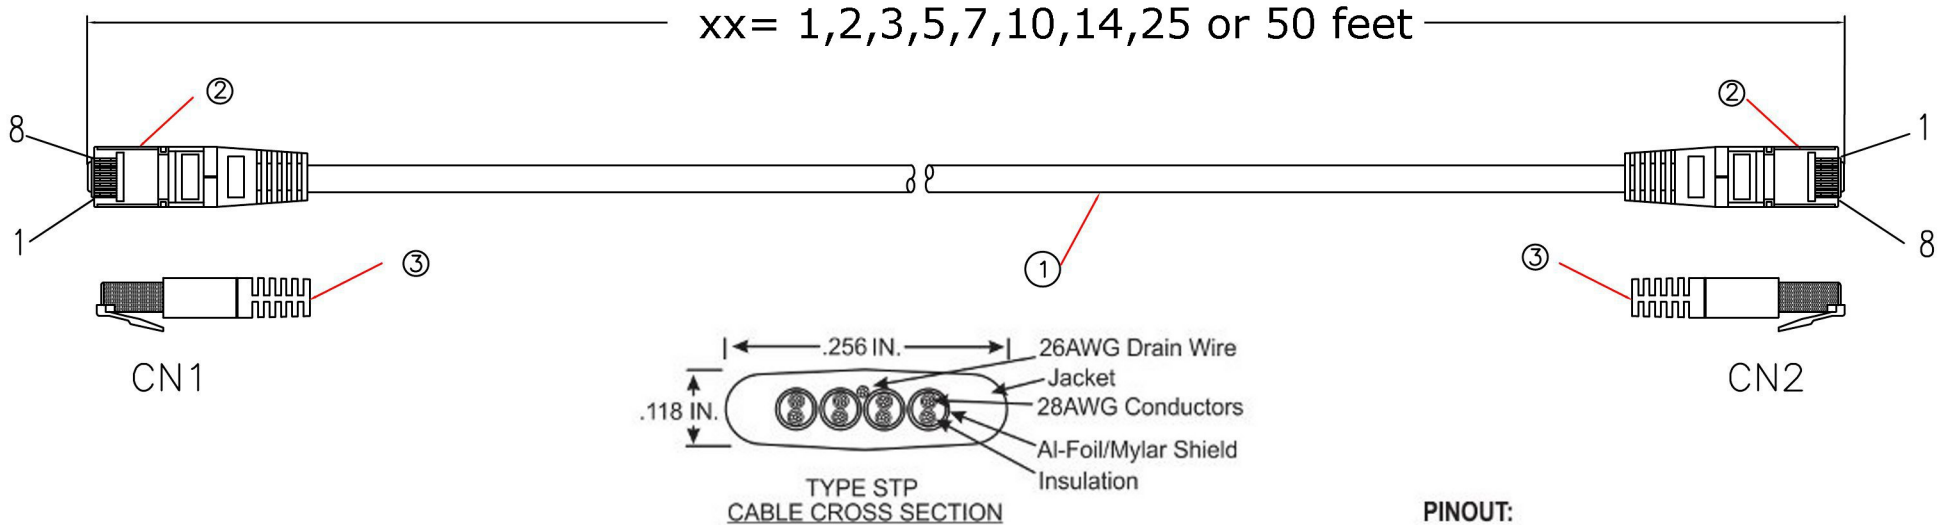 xx= 1,2,3,5,7,10,14,25 or 50 feet
②
②
8
1
1
8
③
①
③
CN1
CN2
.256 IN.
26AWG Drain Wire
Jacket
.118 IN.
28AWG Conductors
Al-Foil/Mylar Shield
Insulation
TYPE STP
CABLE CROSS SECTION
PINOUT: